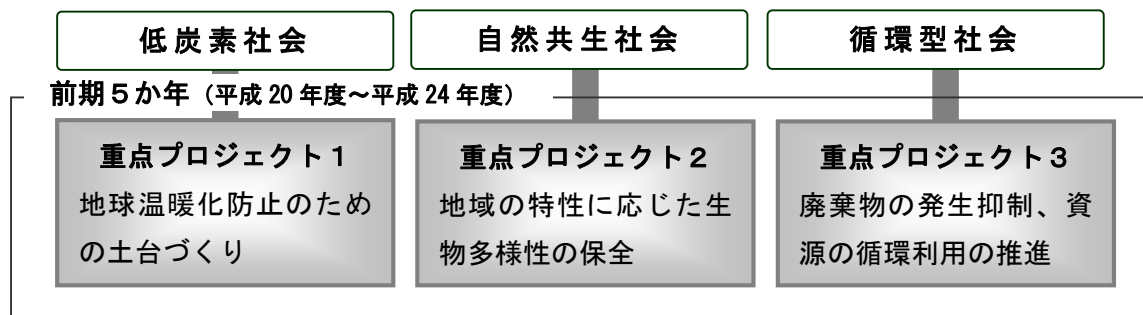 低炭素社会
自然共生社会
循環型社会
前期５か年（平成 20 年度～平成 24 年度）
重点プロジェクト１
地球温暖化防止のため
の土台づくり
重点プロジェクト２
地域の特性に応じた生
物多様性の保全
重点プロジェクト３
廃棄物の発生抑制、資
源の循環利用の推進